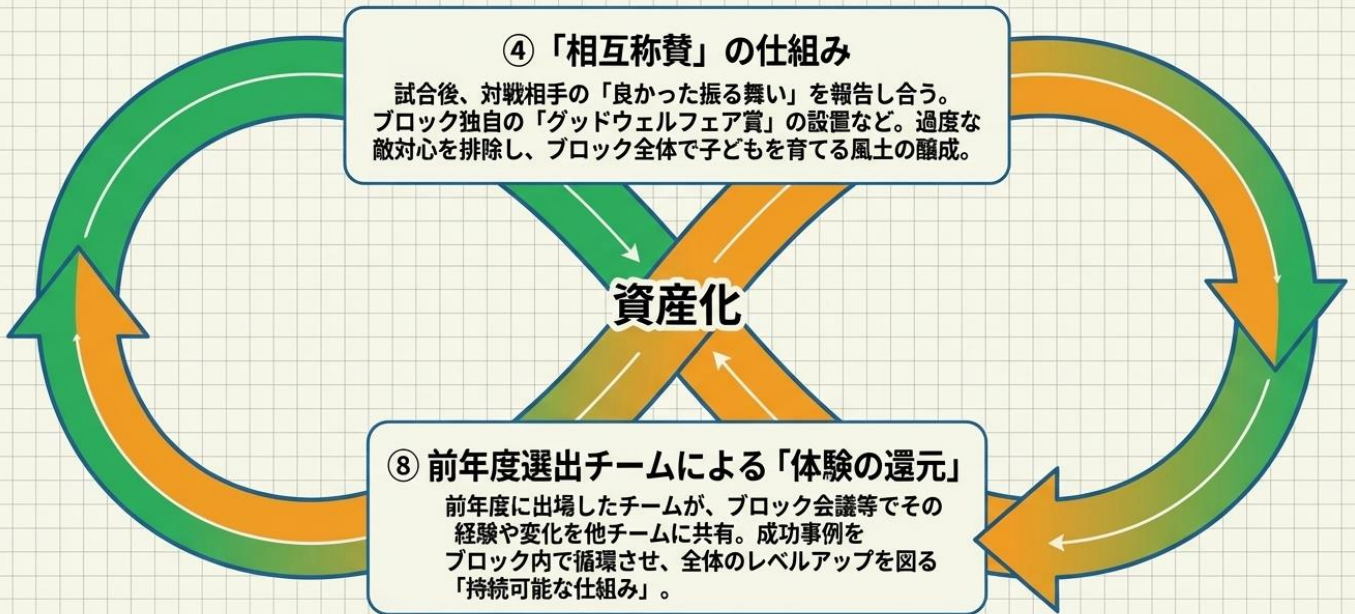 ④「相互称賛」の仕組み
試合後、対戦相手の「良かった振る舞い」を報告し合う。
ブロック独自の「グッドウェルフェア賞」の設置など。過度な
敵対心を排除し、ブロック全体で子どもを育てる風土の醸成。
資産化
⑧ 前年度選出チームによる「体験の還元」
前年度に出場したチームが、ブロック会議等でその
経験や変化を他チームに共有。成功事例を
ブロック内で循環させ、全体のレベルアップを図る
「持続可能な仕組み」。